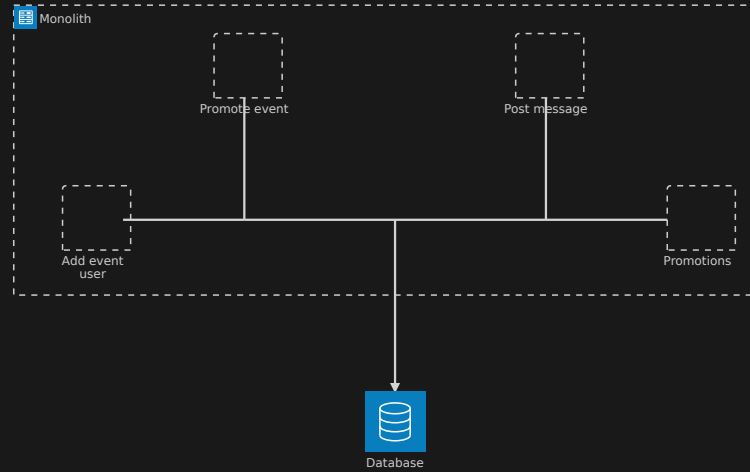 Monolith
Promote event
Post message
Add event
user
Promotions
Database